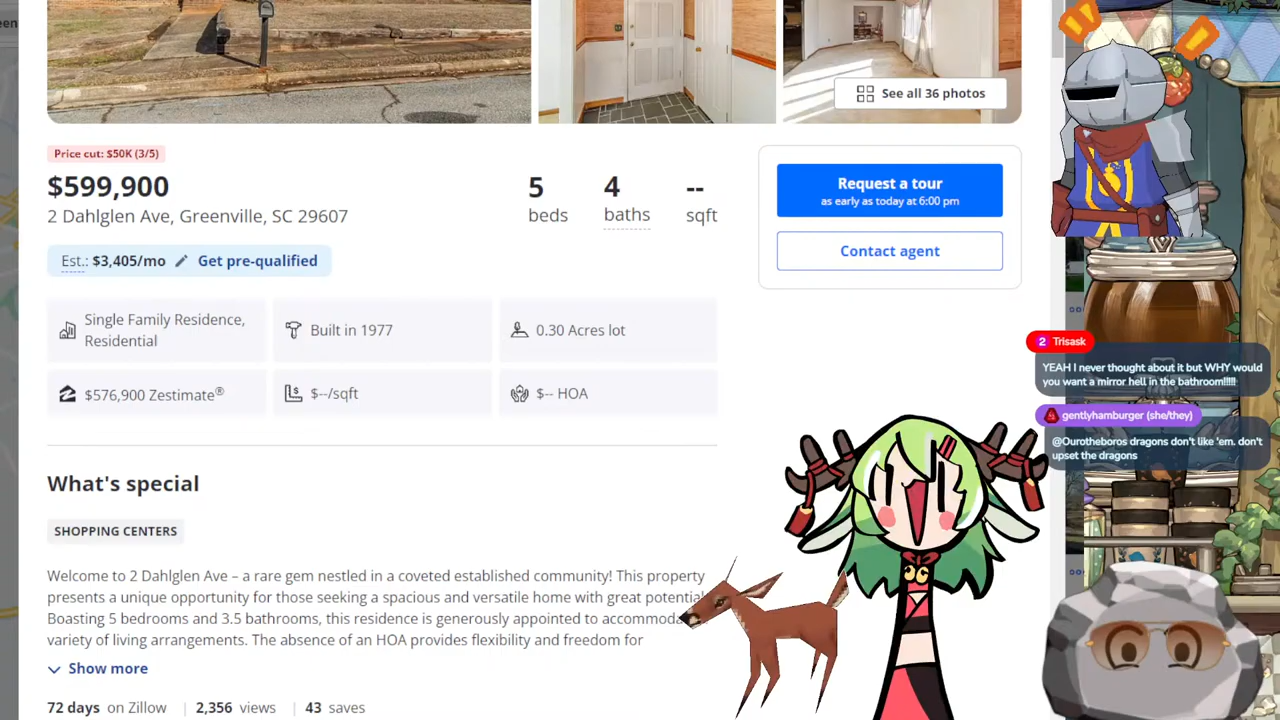 See all 36 photos
Price cut: $50K (3/5)
$599,900
2 Dahlglen Ave, Greenville, SC 29607
5
beds
4
baths
--
sqft
Request a tour
as early as today at 6:00 pm
Contact agent
Est.: $3,405/mo
Get pre-qualified
Single Family Residence,
Residential
Built in 1977
0.30 Acres lot
$576,900 Zestimate®
$--/sqft
$-- HOA
What's special
SHOPPING CENTERS
Welcome to 2 Dahlglen Ave – a rare gem nestled in a coveted established community! This property
presents a unique opportunity for those seeking a spacious and versatile home with great potential.
Boasting 5 bedrooms and 3.5 bathrooms, this residence is generously appointed to
variety of living arrangements. The absence of an HOA provides flexibility and freedom for
Show more
72 days on Zillow | 2,356 views | 43 saves
2 Trisask
YEAH I never thought about it but WHY would
you want a mirror hell in the bathroom!!!!!
gentlyhamburger (she/they)
@Ourotheboros dragons don't like 'em. don't
upset the dragons